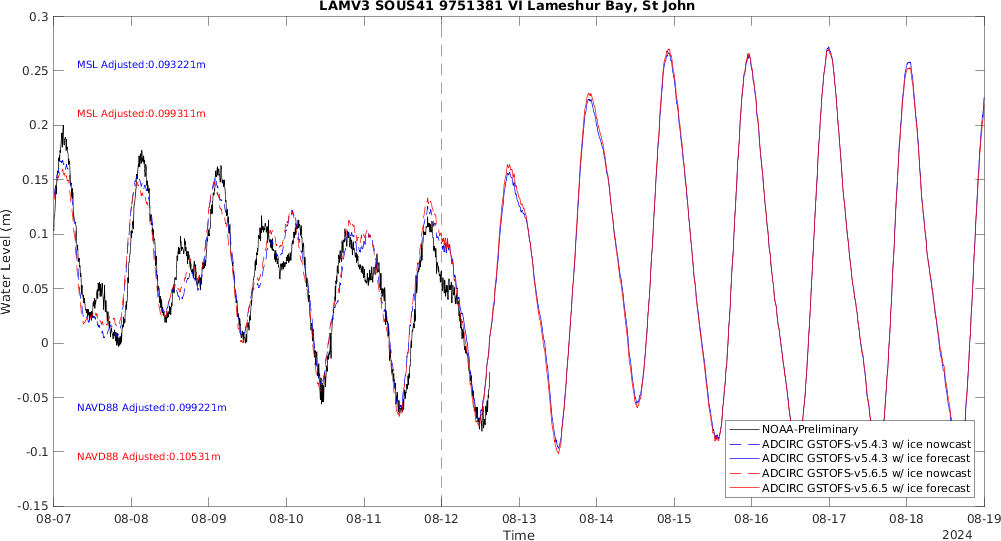 LAMV3 SOUS41 9751381 VI Lameshur Bay, St John
0.3
0.25
0.2
0.15
0.1
0.05
0
-0.05
-0.1
-0.15
Water Level (m)
MSL Adjusted:0.093221m
MSL Adjusted:0.099311m
NAVD88 Adjusted:0.099221m
NAVD88 Adjusted:0.10531m
NOAA-Preliminary
ADCIRC GSTOFS-v5.4.3 w/ ice nowcast
ADCIRC GSTOFS-v5.4.3 w/ ice forecast
ADCIRC GSTOFS-v5.6.5 w/ ice nowcast
ADCIRC GSTOFS-v5.6.5 w/ ice forecast
08-07 08-08 08-09 08-10 08-11 08-12 08-13 08-14 08-15 08-16 08-17 08-18 08-19
Time
2024